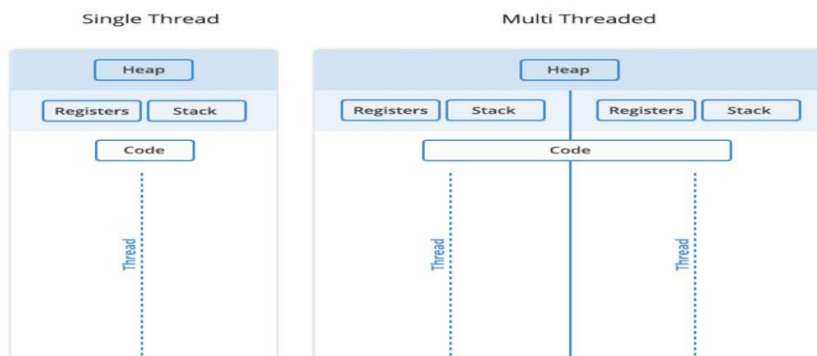 Single Thread Multi Threaded
Heap Heap
Registers Stack Registers Stack Registers Stack
Code Code
Thread Thread Thread